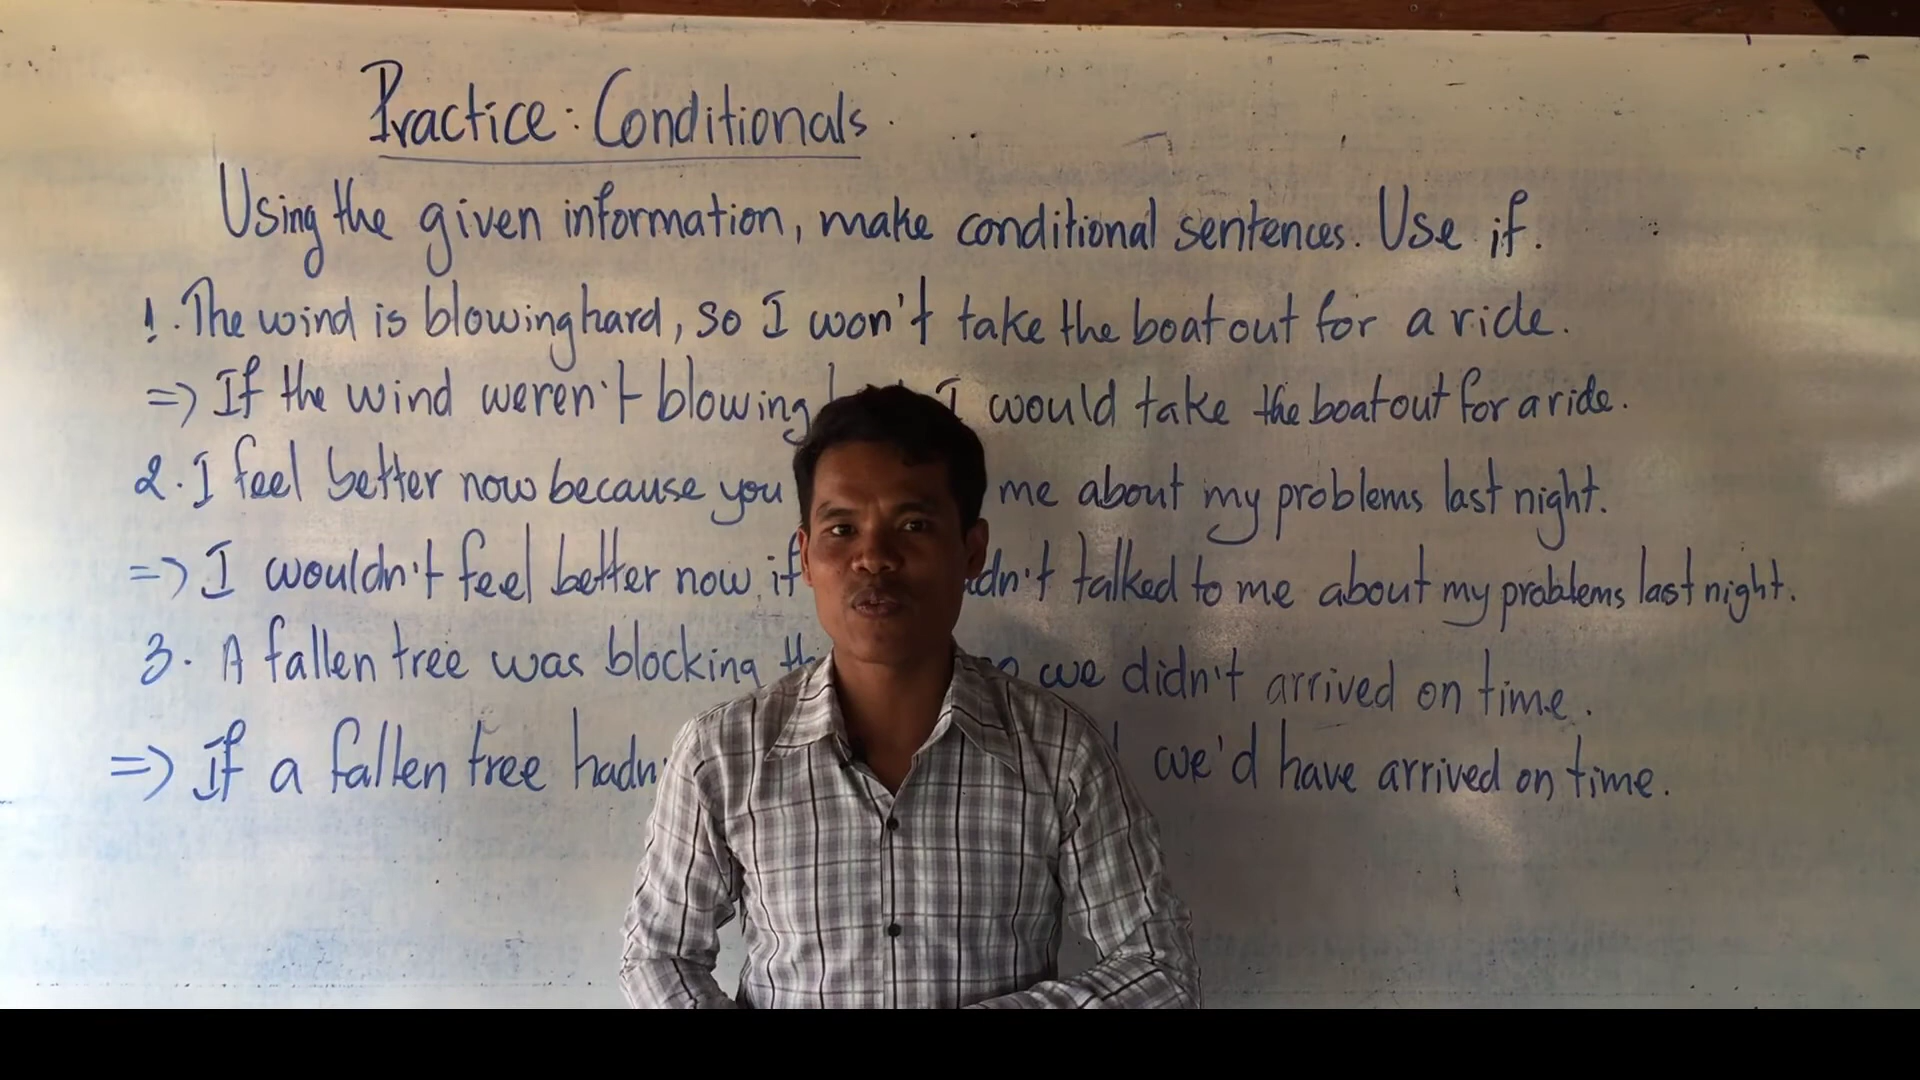 Practice: Conditionals.
Using the given information, make conditional sentences. Use if.
1. The wind is blowing hard, so I won't take the boat out for a ride.
=> If the wind weren't blowing I would take the boat out for a ride.
2. I feel better now because you me about my problems last night.
=> I wouldn't feel better now, if talked to me about my problems last night.
3. A fallen tree was blocking we didn't arrived on time.
=> If a fallen tree we'd have arrived on time.